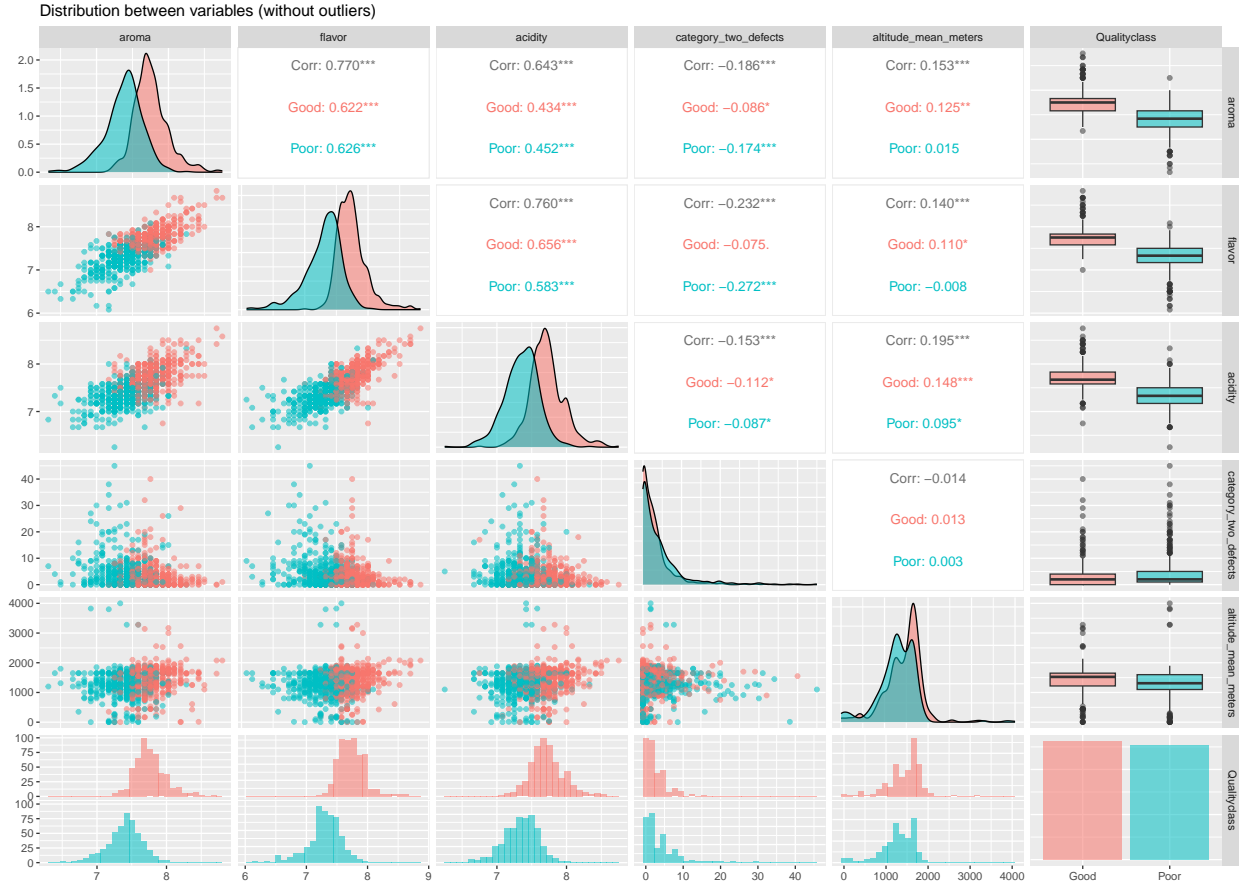 Distribution between variables (without outliers)
aroma flavor acidity category_two_defects altitude_mean_meters Qualityclass
2.0
1.5
1.0
0.5
0.0
Corr: 0.770***
Good: 0.622***
Poor: 0.626***
Corr: 0.643***
Good: 0.434***
Poor: 0.452***
Corr: −0.186***
Good: −0.086*
Poor: −0.174***
Corr: 0.153***
Good: 0.125**
Poor: 0.015
aroma
8
7
6
Corr: 0.760***
Good: 0.656***
Poor: 0.583***
Corr: −0.232***
Good: −0.075.
Poor: −0.272***
Corr: 0.140***
Good: 0.110*
Poor: −0.008
flavor
8
7
Corr: −0.153***
Good: −0.112*
Poor: −0.087*
Corr: 0.195***
Good: 0.148***
Poor: 0.095*
acidity
40
30
20
10
0
Corr: −0.014
Good: 0.013
Poor: 0.003
category_two_defects
4000
3000
2000
1000
0
altitude_mean_meters
100
75
50
25
0
100
75
50
25
0
Qualityclass
7 8 6 7 8 9 7 8 0 10 20 30 40 0 1000 2000 3000 4000 Good Poor